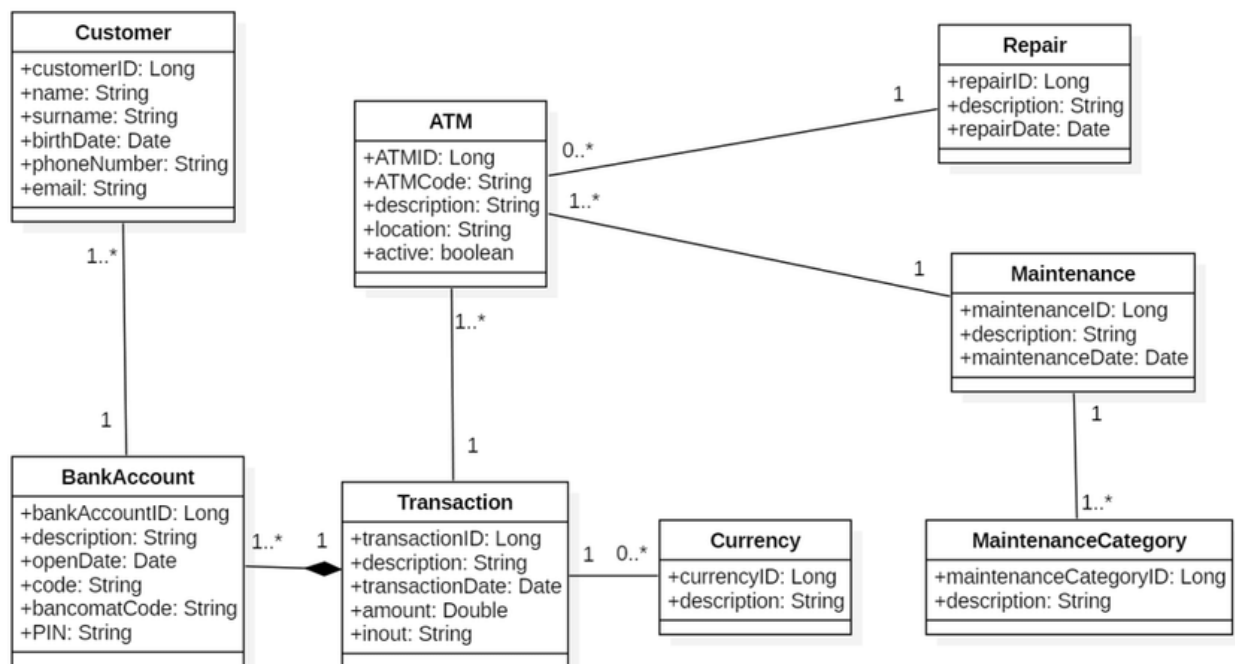 Customer
+customerID: Long
+name: String
+surname: String
+birthDate: Date
+phoneNumber: String
+email: String
ATM
+ATMID: Long
+ATMCode: String
+description: String
+location: String
+active: boolean
Repair
+repairID: Long
+description: String
+repairDate: Date
1
0..*
1..*
1
Maintenance
+maintenanceID: Long
+description: String
+maintenanceDate: Date
1..*
1
1..*
1
1
1..*
BankAccount
+bankAccountID: Long
+description: String
+openDate: Date
+code: String
+bancomatCode: String
+PIN: String
1..*
1
Transaction
+transactionID: Long
+description: String
+transactionDate: Date
+amount: Double
+inout: String
1
0..*
Currency
+currencyID: Long
+description: String
MaintenanceCategory
+maintenanceCategoryID: Long
+description: String